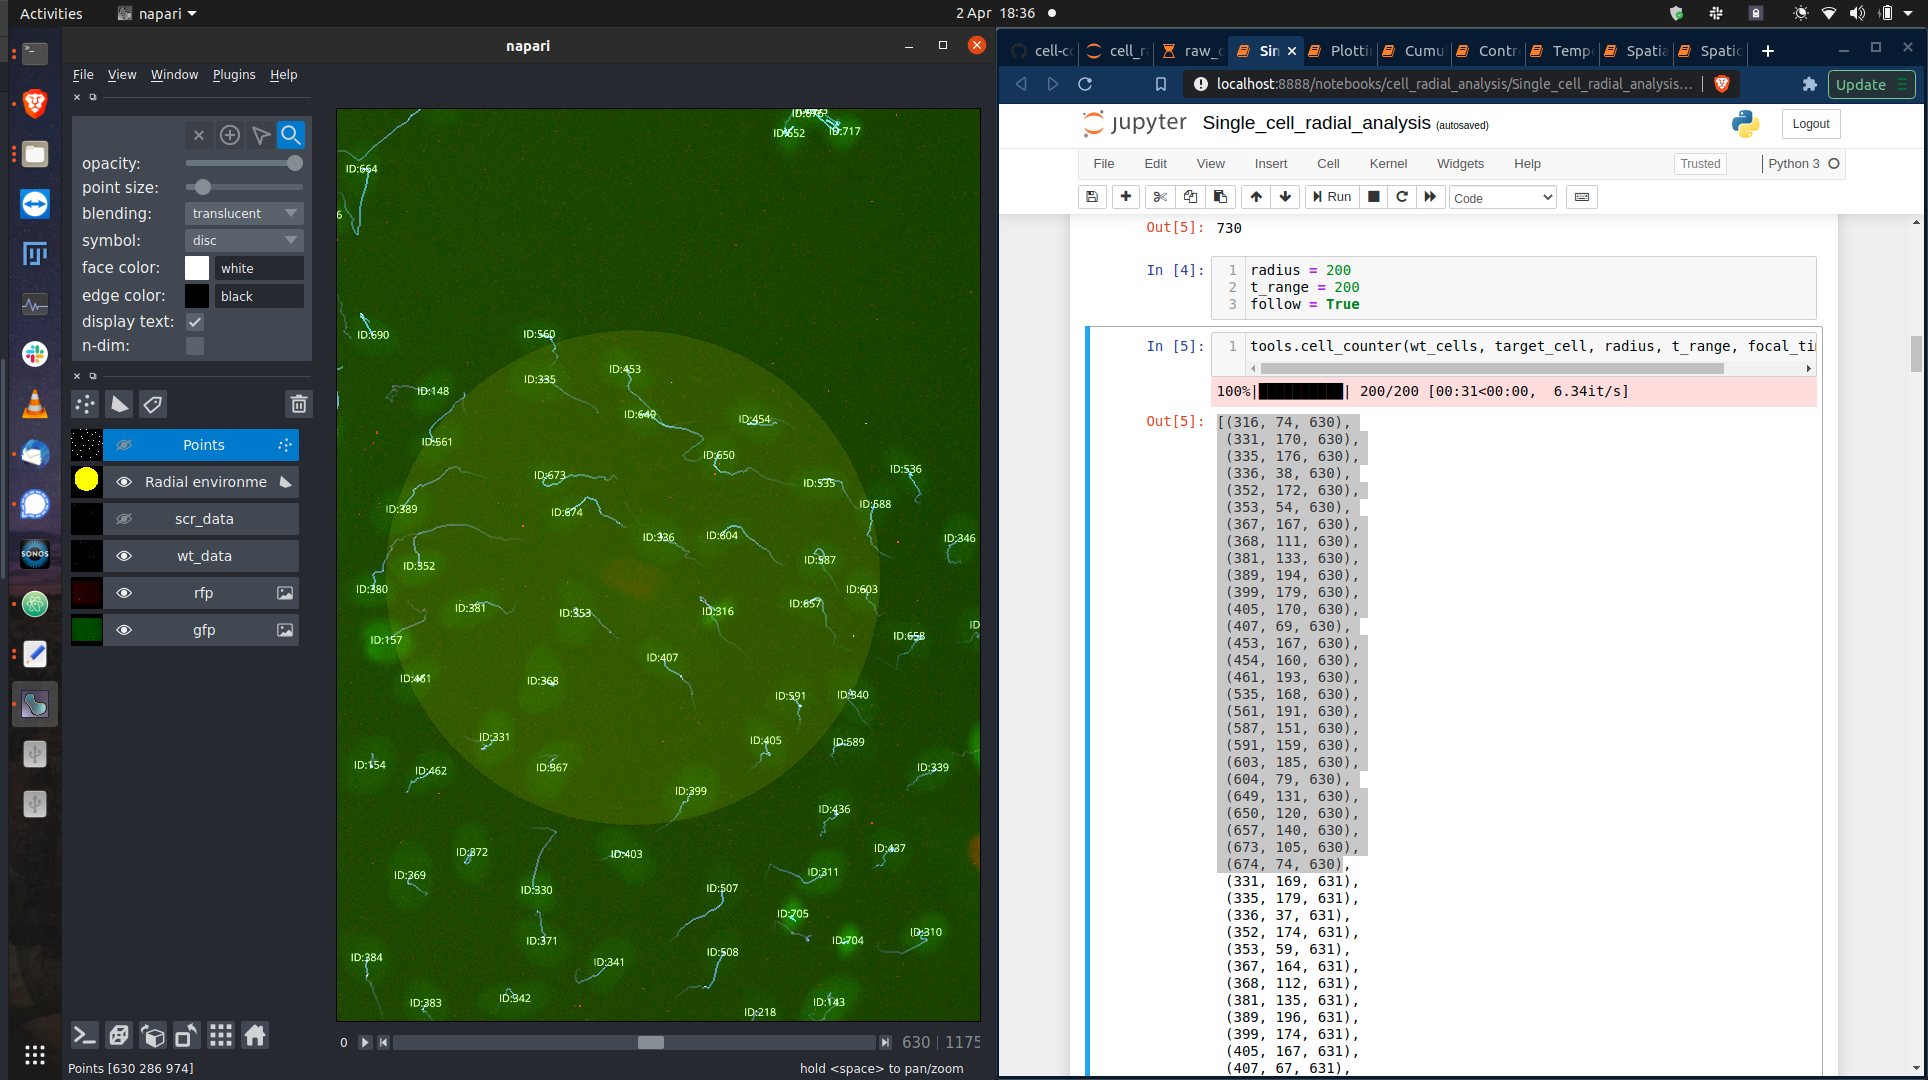 Activities
napari
2 Apr 18:36
napari
File View Window Plugins Help
opacity:
point size:
blending: translucent
symbol: disc
face color: white
edge color: black
display text:
n-dim:
Points
Radial environme
scr_data
wt_data
rfp
gfp
SONOS
ID:652
ID:717
ID:664
6
ID:690
ID:560
ID:453
ID:335
ID:148
ID:649
ID:454
ID:561
ID:650
ID:536
ID:673
ID:535
ID:389
ID:674
ID:588
ID:336
ID:604
ID:346
ID:352
ID:587
ID:380
ID:603
ID:381
ID:353
ID:316
ID:657
ID:157
ID:658
ID:407
ID:461
ID:368
ID:591
ID:340
ID:331
ID:405
ID:589
ID:154
ID:462
ID:367
ID:339
ID:399
ID:436
ID:372
ID:403
ID:437
ID:369
ID:311
ID:330
ID:507
ID:705
ID:371
ID:704
ID:310
ID:384
ID:341
ID:508
ID:383
ID:342
ID:143
ID:218
0
630 | 1175
Points [630 286 974]
hold <space> to pan/zoom
cell-c
cell_r
raw_c
Sin
Plottin
Cumu
Contro
Temp
Spatia
Spatio
localhost:8888/notebooks/cell_radial_analysis/Single_cell_radial_analysis...
Update
jupyter Single_cell_radial_analysis (autosaved)
Logout
File Edit View Insert Cell Kernel Widgets Help
Trusted
Python 3
Run
Code
Out[5]: 730
In [4]:
1 radius = 200
2 t_range = 200
3 follow = True
In [5]:
1 tools.cell_counter(wt_cells, target_cell, radius, t_range, focal_ti
100%|██████████| 200/200 [00:31<00:00, 6.34it/s]
Out[5]: [(316, 74, 630),
(331, 170, 630),
(335, 176, 630),
(336, 38, 630),
(352, 172, 630),
(353, 54, 630),
(367, 167, 630),
(368, 111, 630),
(381, 133, 630),
(389, 194, 630),
(399, 179, 630),
(405, 170, 630),
(407, 69, 630),
(453, 167, 630),
(454, 160, 630),
(461, 193, 630),
(535, 168, 630),
(561, 191, 630),
(587, 151, 630),
(591, 159, 630),
(603, 185, 630),
(604, 79, 630),
(649, 131, 630),
(650, 120, 630),
(657, 140, 630),
(673, 105, 630),
(674, 74, 630),
(331, 169, 631),
(335, 179, 631),
(336, 37, 631),
(352, 174, 631),
(353, 59, 631),
(367, 164, 631),
(368, 112, 631),
(381, 135, 631),
(389, 196, 631),
(399, 174, 631),
(405, 167, 631),
(407, 67, 631),